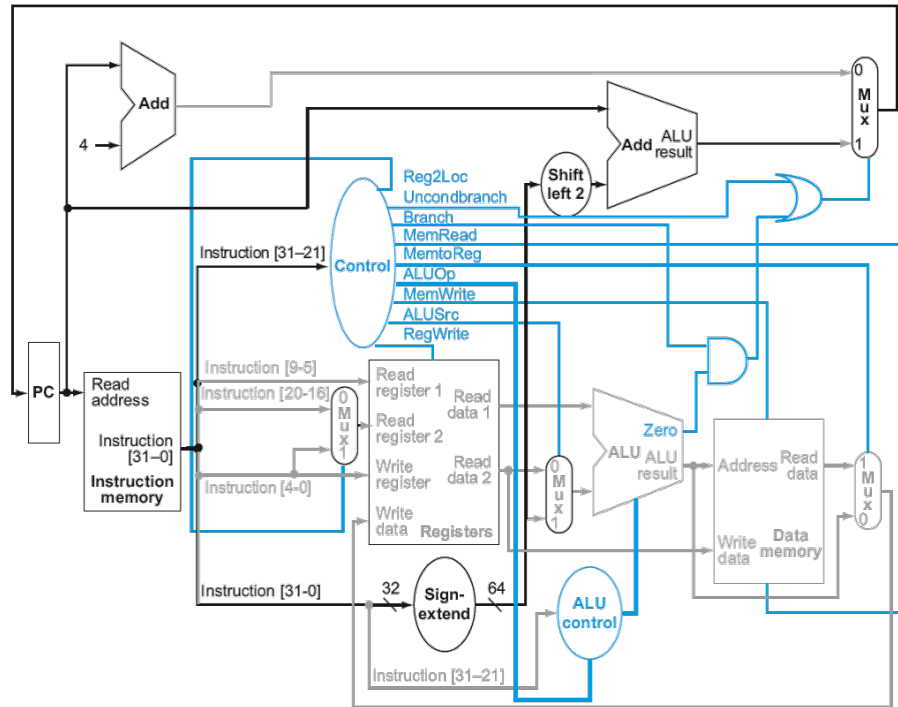 0
Mux
1
Add
4
Add
ALU
result
Shift
left 2
Reg2Loc
Uncondbranch
Branch
MemRead
MemtoReg
ALUOp
MemWrite
ALUSrc
RegWrite
Instruction [31–21]
Control
PC
Read
address
Instruction
[31–0]
Instruction
memory
Instruction [9-5]
Instruction [20-16]
Instruction [4-0]
0
Mux
1
Read
register 1
Read
register 2
Write
register
Write
data
Read
data 1
Read
data 2
Registers
0
Mux
1
Zero
ALU
ALU
result
Address
Read
data
Write
data
Data
memory
1
Mux
0
Instruction [31-0]
32
Sign-
extend
64
ALU
control
Instruction [31–21]